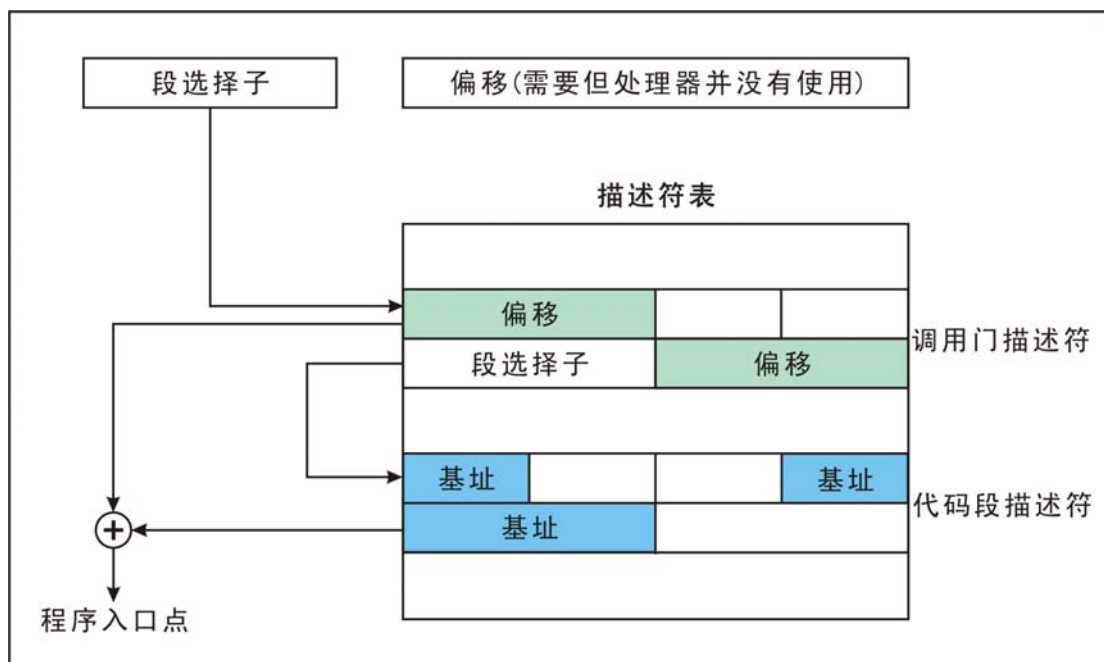 段选择子
偏移(需要但处理器并没有使用)
描述符表
偏移
调用门描述符
段选择子 偏移
基址 基址
代码段描述符
基址
程序入口点